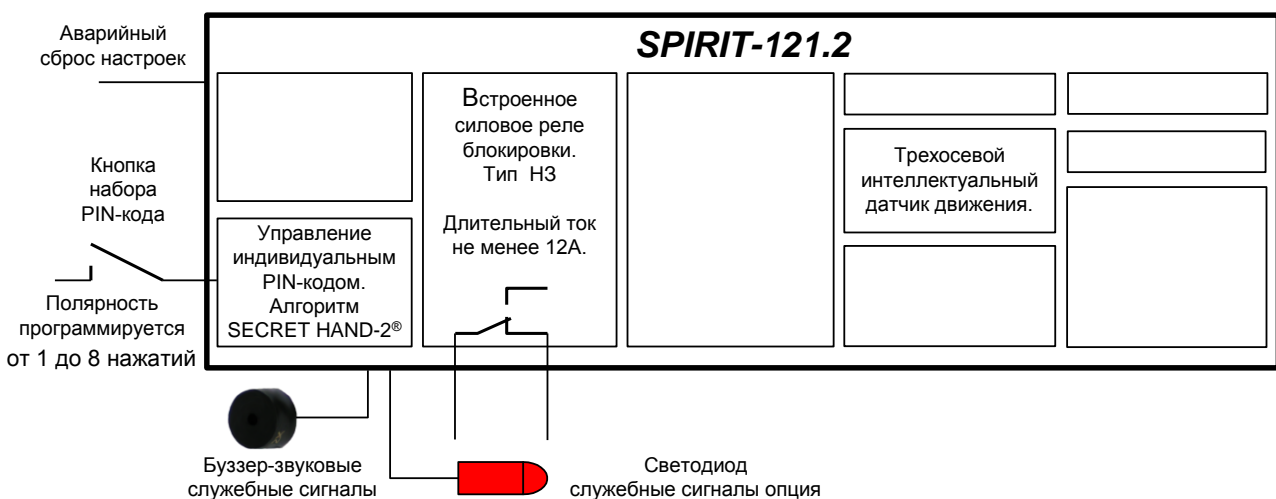 SPIRIT-121.2
Аварийный
сброс настроек
Кнопка
набора
PIN-кода
Полярность
программируется
от 1 до 8 нажатий
Управление
индивидуальным
PIN-кодом.
Алгоритм
SECRET HAND-2®
Встроенное
силовое реле
блокировки.
Тип НЗ
Длительный ток
не менее 12А.
Трехосевой
интеллектуальный
датчик движения.
Буззер-звуковые
служебные сигналы
Светодиод
служебные сигналы опция